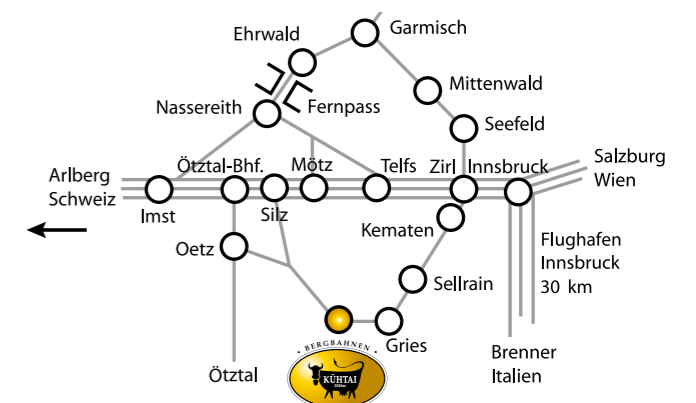 Garmisch
Ehrwald
Mittenwald
Nassereith
Fernpass
Seefeld
Arlberg
Schweiz
Ötztal-Bhf.
Mötz
Telfs
Zirl
Innsbruck
Salzburg
Wien
Imst
Silz
Kematen
Oetz
Flughafen
Innsbruck
30 km
Sellrain
Gries
Ötztal
· BERGBAHNEN ·
KÜHTAI
2020m
Brenner
Italien